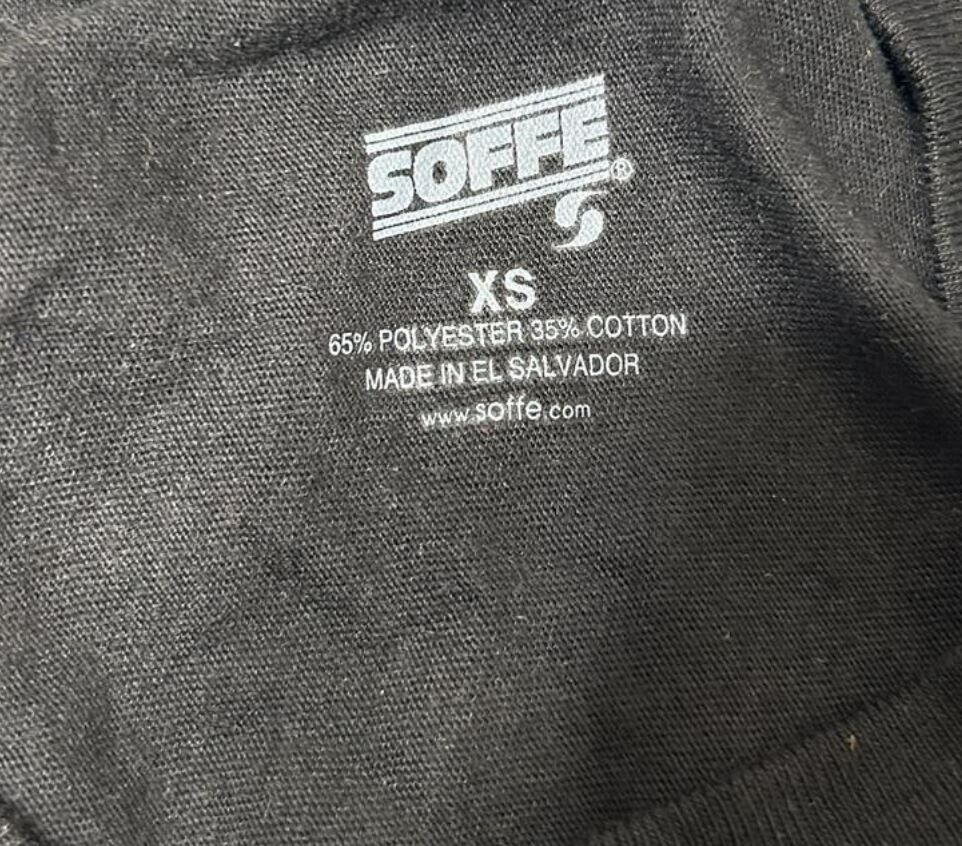 SOFFE®
XS
65% POLYESTER 35% COTTON
MADE IN EL SALVADOR
www.soffe.com